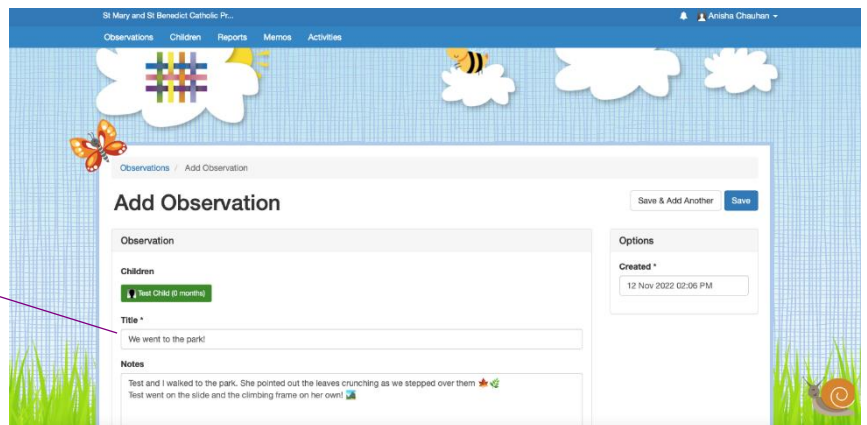 St Mary and St Benedict Catholic Pr...
Anisha Chauhan
Observations Children Reports Memos Activities
Observations / Add Observation
Add Observation
Save & Add Another Save
Observation
Options
Children
Created *
Test Child (0 months)
12 Nov 2022 02:06 PM
Title *
We went to the park!
Notes
Test and I walked to the park. She pointed out the leaves crunching as we stepped over them 🍁🌿
Test went on the slide and the climbing frame on her own! 🏞️